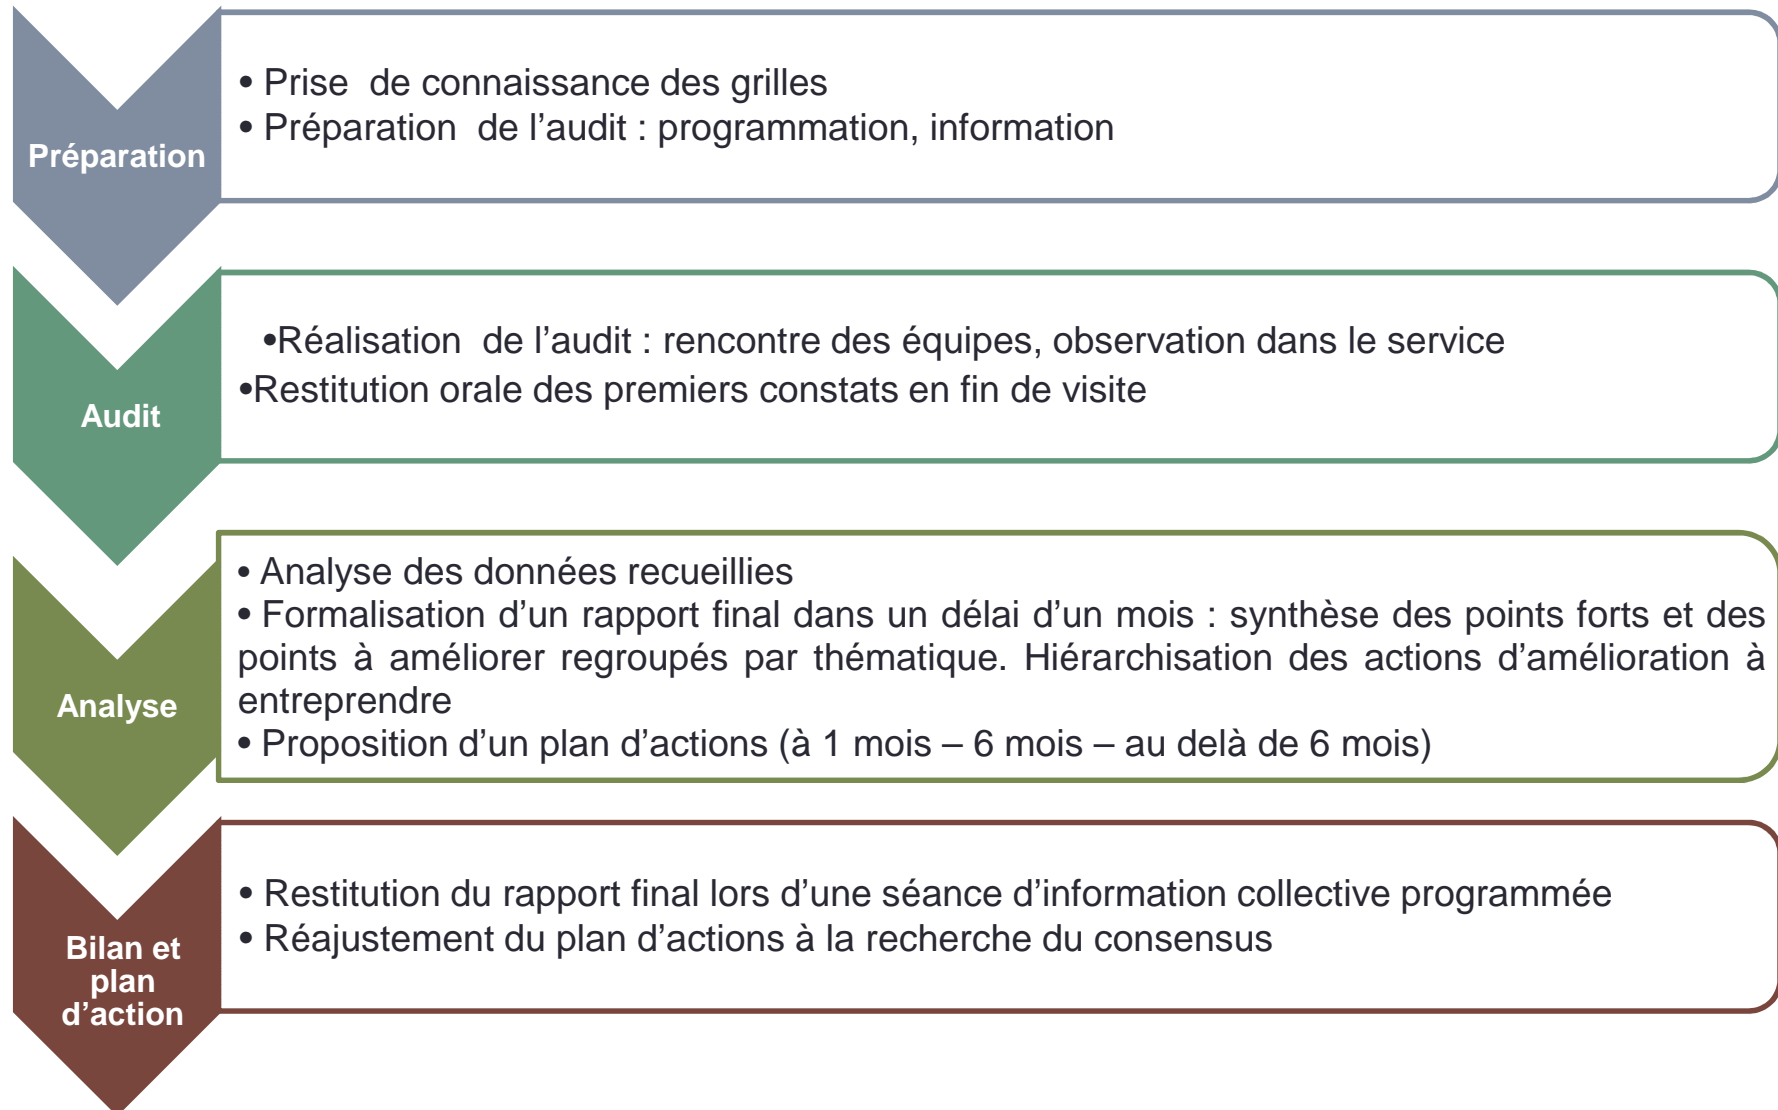 Préparation
• Prise  de connaissance des grilles
• Préparation  de l’audit : programmation, information
Audit
•Réalisation  de l’audit : rencontre des équipes, observation dans le service
•Restitution orale des premiers constats en fin de visite
Analyse
• Analyse des données recueillies
• Formalisation d’un rapport final dans un délai d’un mois : synthèse des points forts et des
points à améliorer regroupés par thématique. Hiérarchisation des actions d’amélioration à
entreprendre
• Proposition d’un plan d’actions (à 1 mois – 6 mois – au delà de 6 mois)
Bilan et
plan
d’action
• Restitution du rapport final lors d’une séance d’information collective programmée
• Réajustement du plan d’actions à la recherche du consensus